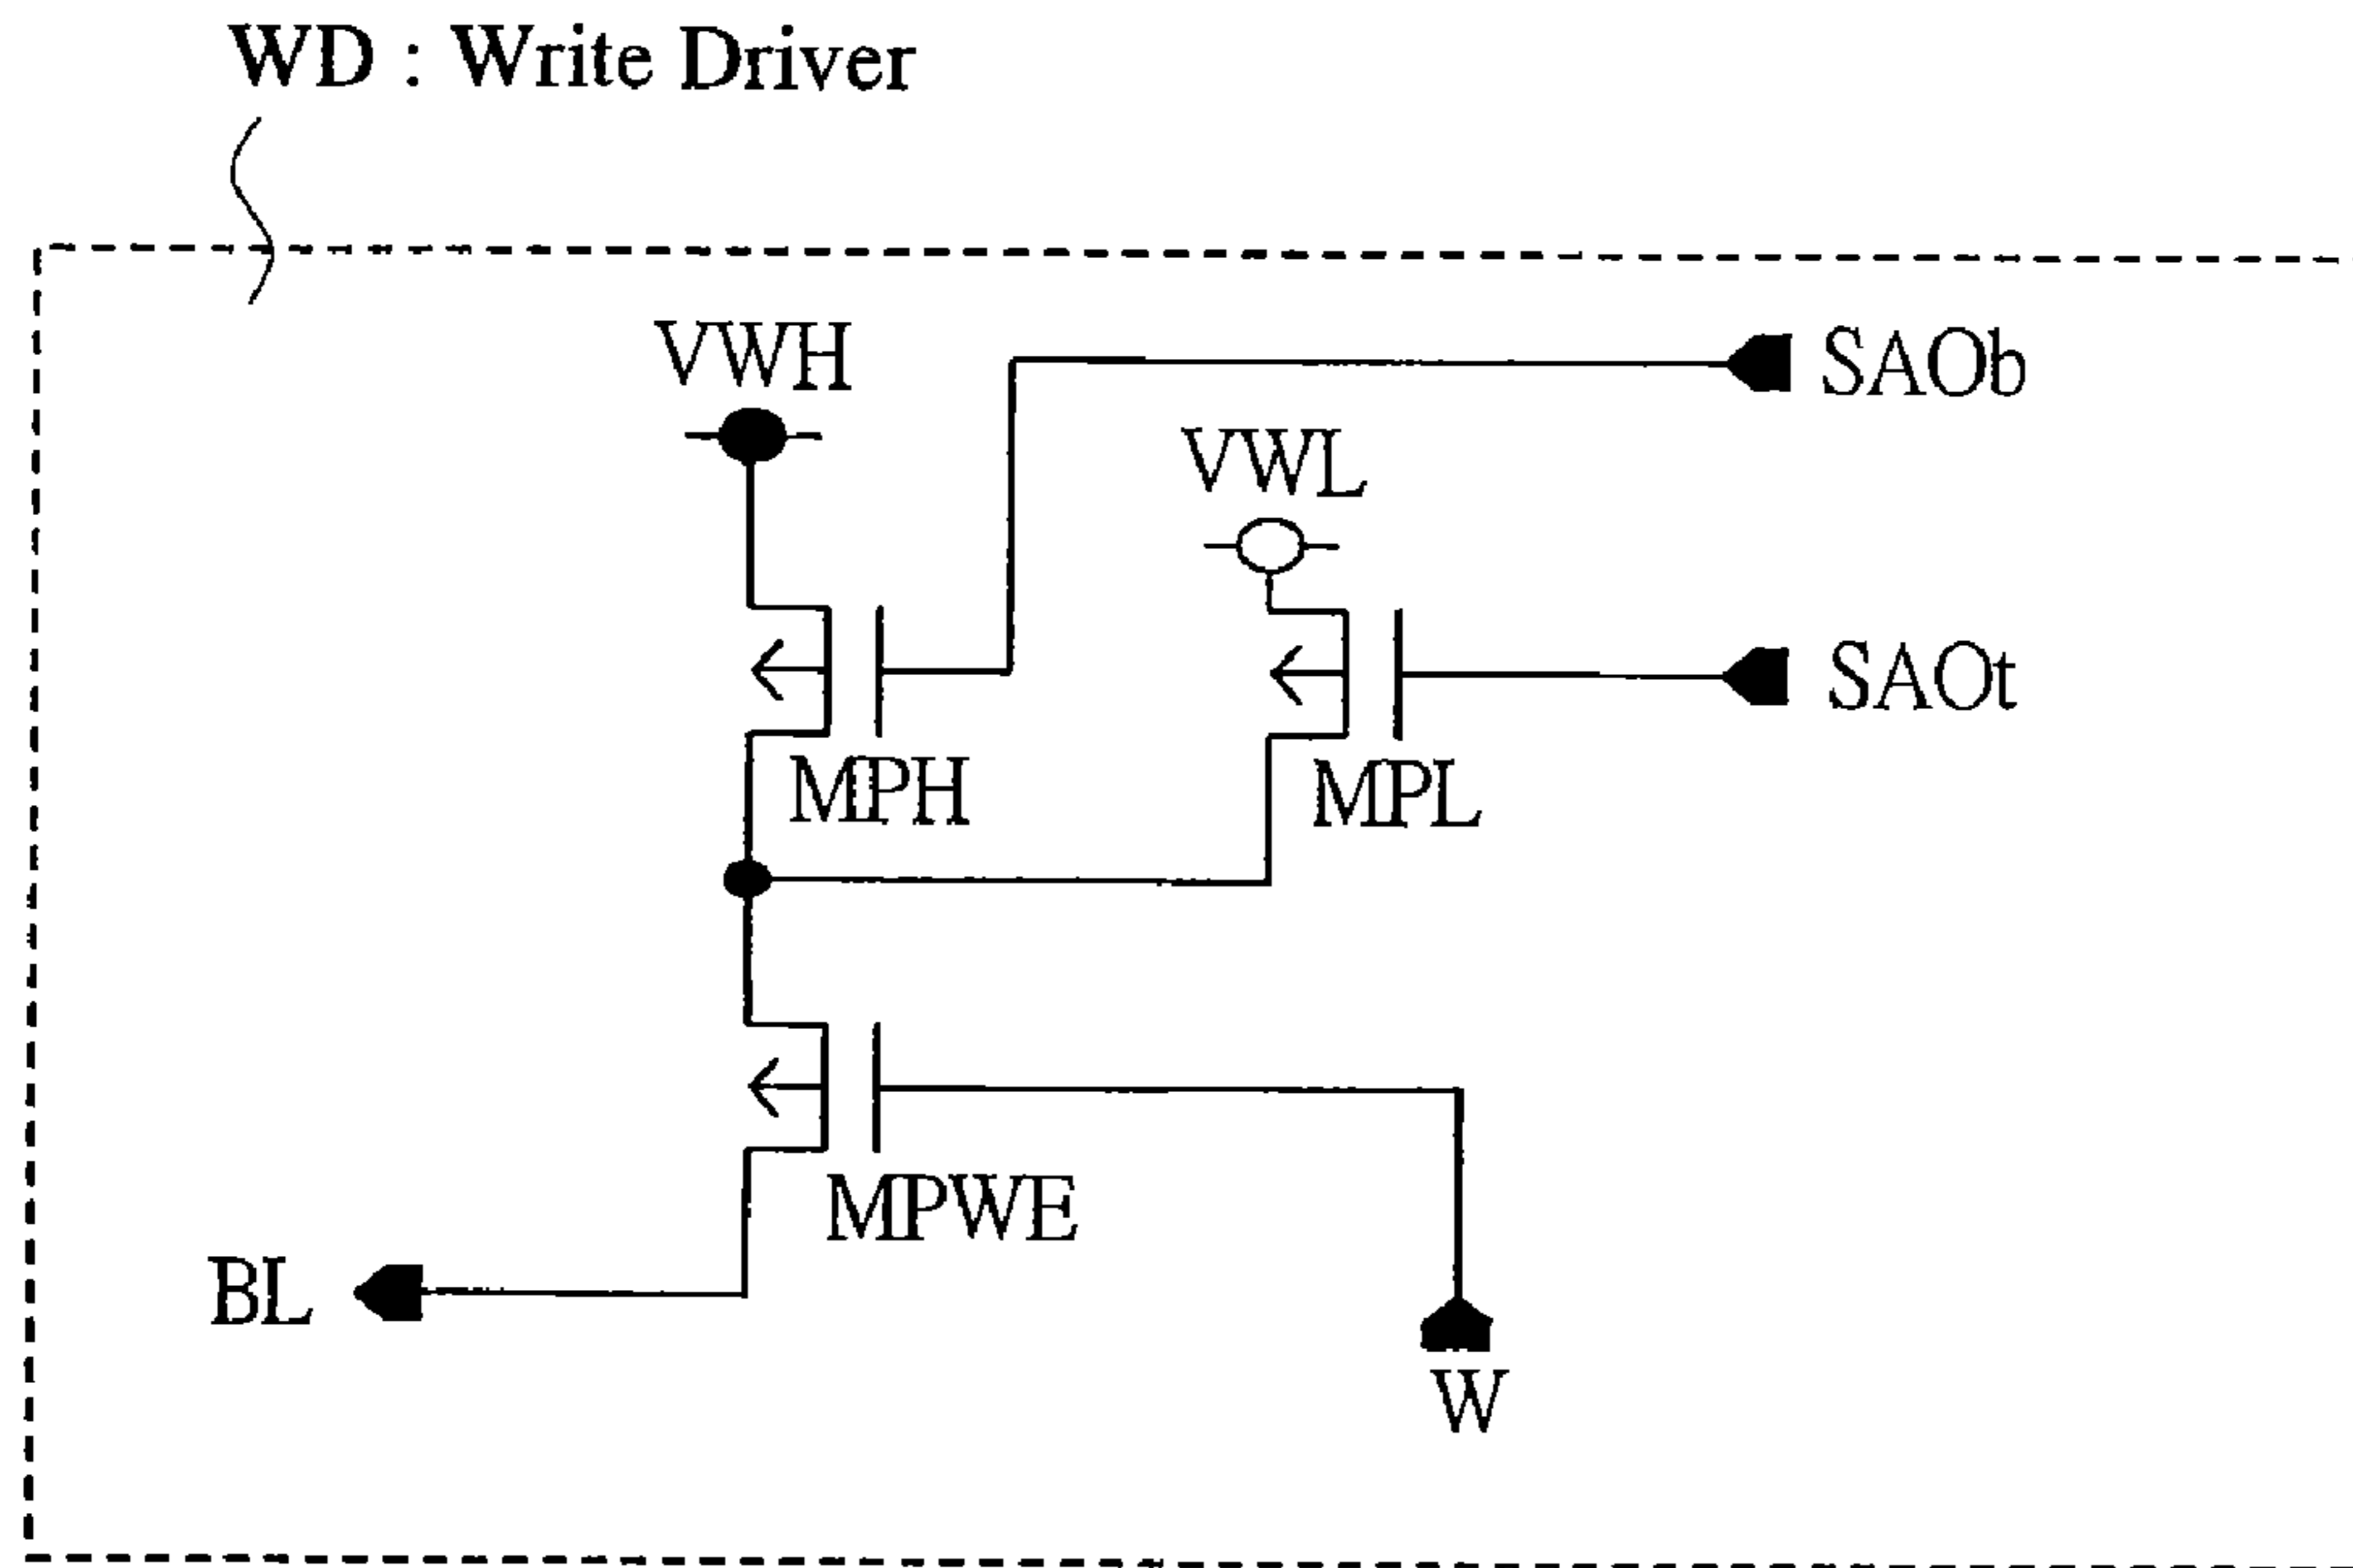 WD : Write Driver
VWH
SAOb
VWL
SAOt
MPH
MPL
MPWE
BL
W